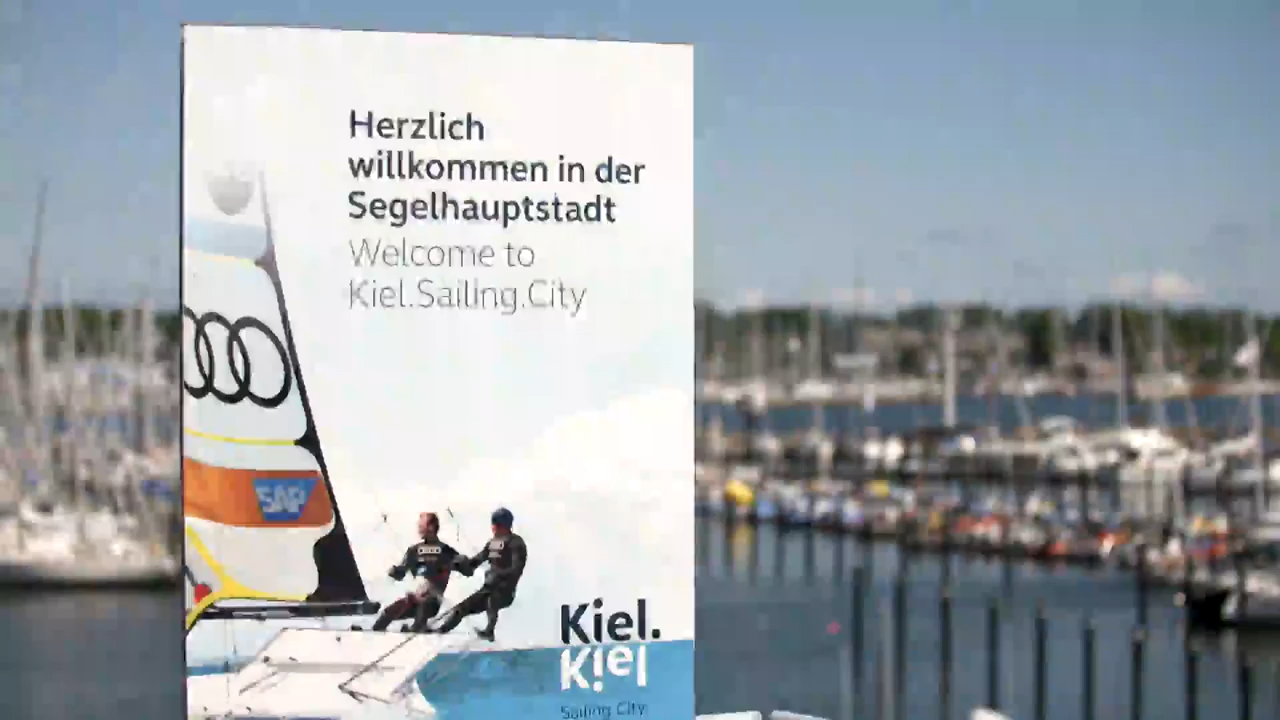 Herzlich
willkommen in der
Segelhauptstadt
Welcome to
Kiel.Sailing.City
SAP
Kiel.
Kiel
Sailing City